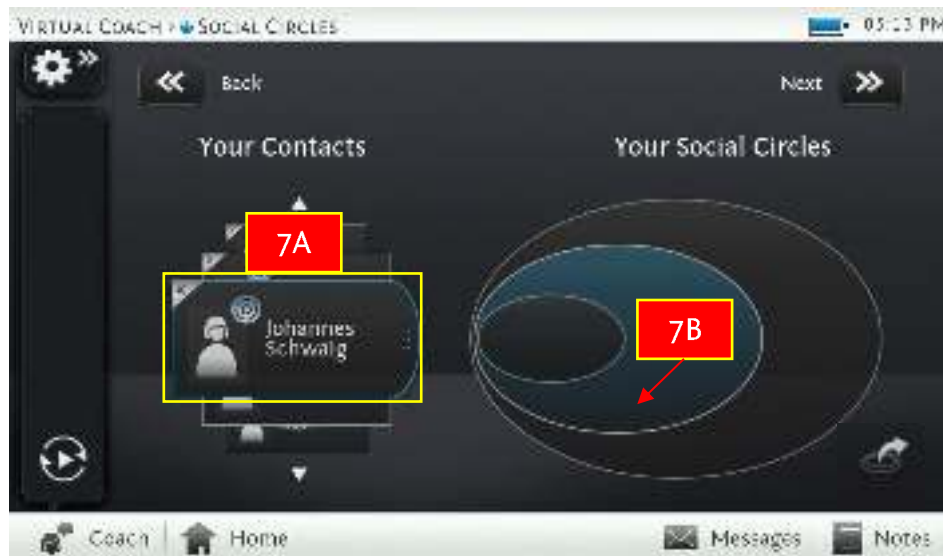 VIRTUAL COACH › SOCIAL CIRCLES
05:13 PM
Back
Next
Your Contacts
Your Social Circles
7A
Johannes
Schwaig
7B
Coach
Home
Messages
Notes